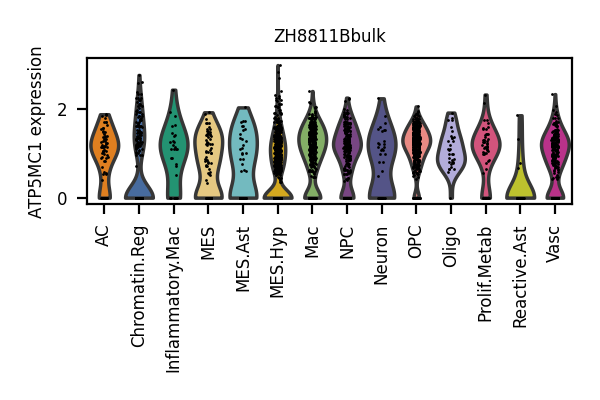 ZH8811Bbulk
ATP5MC1 expression
2
0
AC
Chromatin.Reg
Inflammatory.Mac
MES
MES.Ast
MES.Hyp
Mac
NPC
Neuron
OPC
Oligo
Prolif.Metab
Reactive.Ast
Vasc